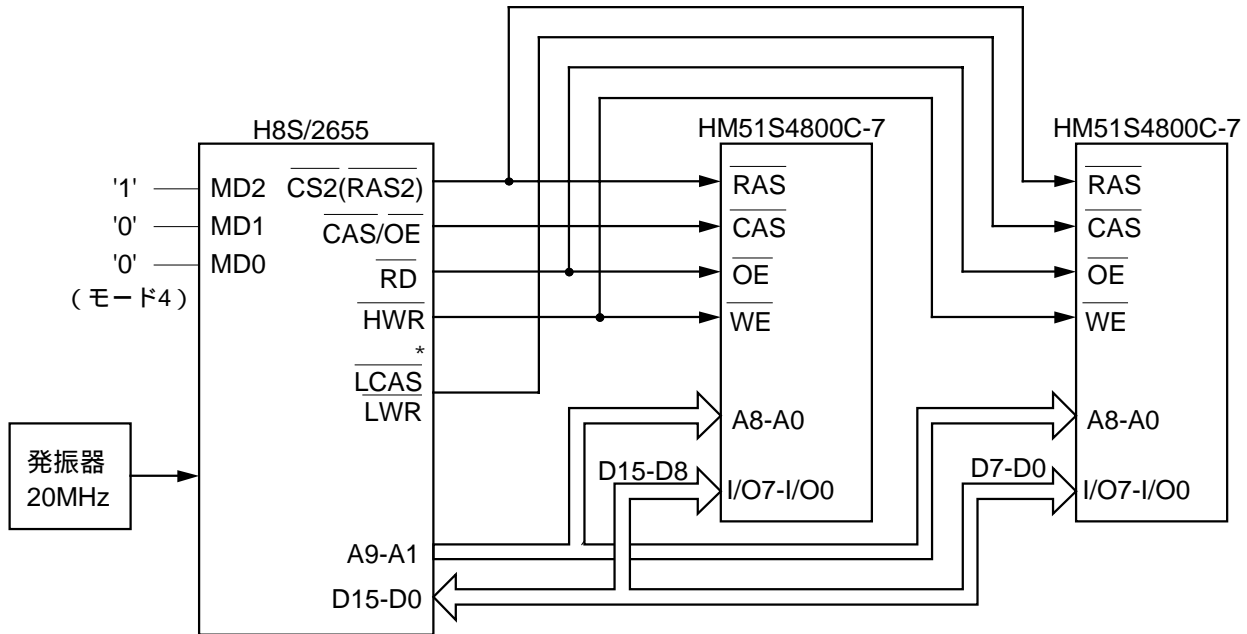 H8S/2655
HM51S4800C-7
HM51S4800C-7
'1'
MD2
CS2(RAS2)
RAS
RAS
'0'
MD1
CAS/OE
CAS
CAS
'0'
MD0
RD
OE
OE
(モード4)
HWR
WE
WE
*
LCAS
LWR
A8-A0
A8-A0
発振器
20MHz
D15-D8
I/O7-I/O0
D7-D0
I/O7-I/O0
A9-A1
D15-D0